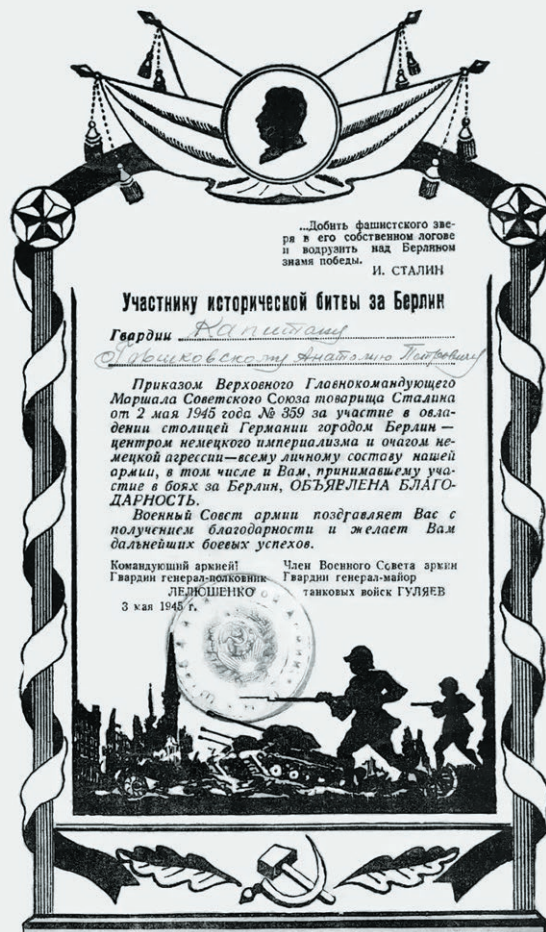 ...Добить фашистского зве-
ря в его собственном логове
и водрузить над Берлином
знамя победы.
И. СТАЛИН
Участнику исторической битвы за Берлин
Гвардии Капитану
Анатолию Петровичу
Приказом Верховного Главнокомандующего
Маршала Советского Союза товарища Сталина
от 2 мая 1945 года № 359 за участие в овла-
дении столицей Германии городом Берлин —
центром немецкого империализма и очагом не-
мецкой агрессии—всему личному составу нашей
армии, в том числе и Вам, принимавшему уча-
стие в боях за Берлин, ОБЪЯВЛЕНА БЛАГО-
ДАРНОСТЬ.
Военный Совет армии поздравляет Вас с
получением благодарности и желает Вам
дальнейших боевых успехов.
Командующий армией
Гвардии генерал-полковник
ЛЕЛЮШЕНКО
3 мая 1945 г.
Член Военного Совета армии
Гвардии генерал-майор
танковых войск ГУЛЯЕВ